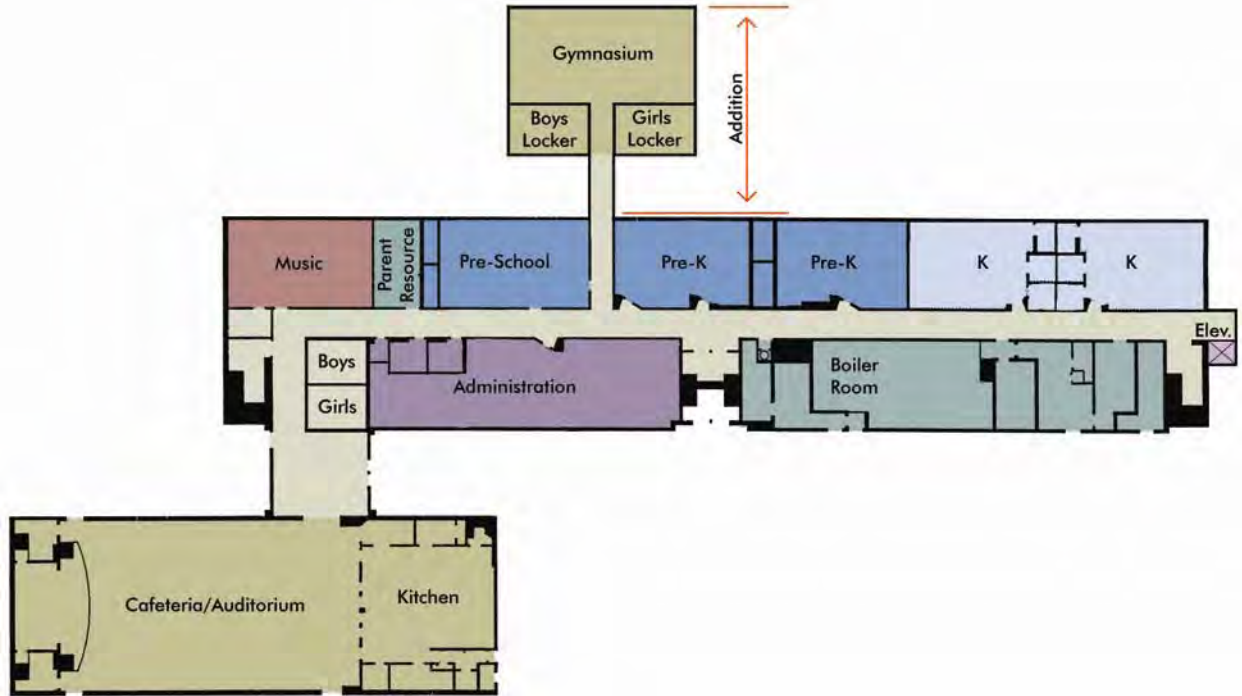 Gymnasium
Boys
Locker
Girls
Locker
Addition
Music
Parent
Resource
Pre-School
Pre-K
Pre-K
K
K
Elev.
Boys
Girls
Administration
Boiler
Room
Cafeteria/Auditorium
Kitchen